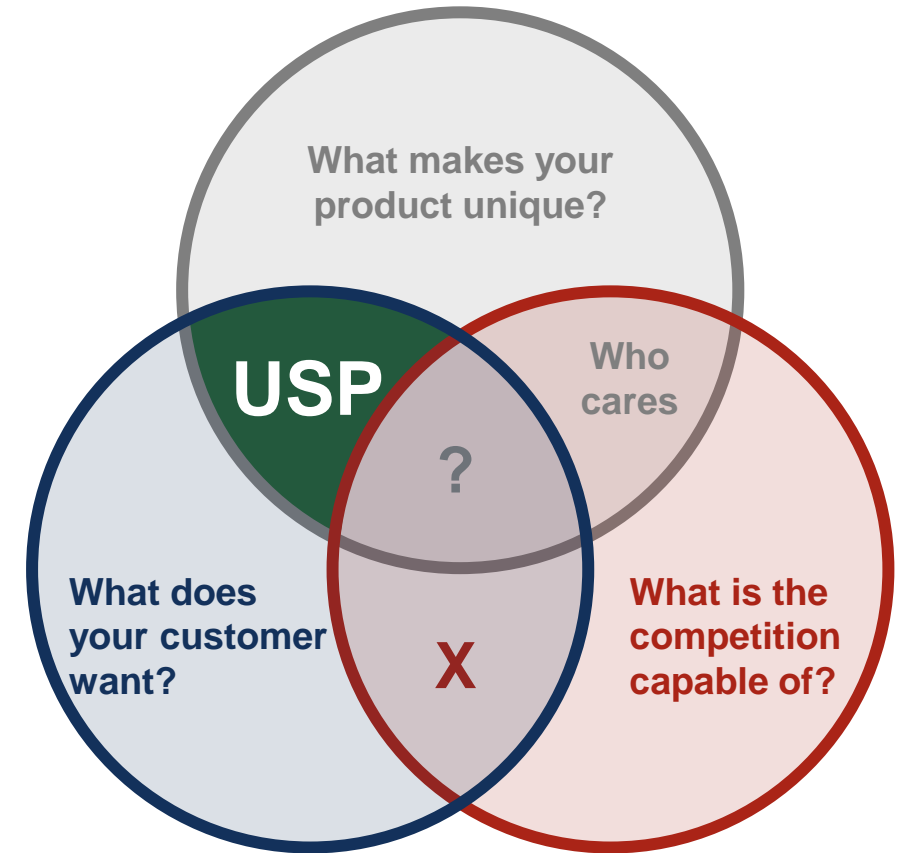 What makes your
product unique?
Who
cares
USP
?
What does
your customer
want?
What is the
competition
capable of?
X